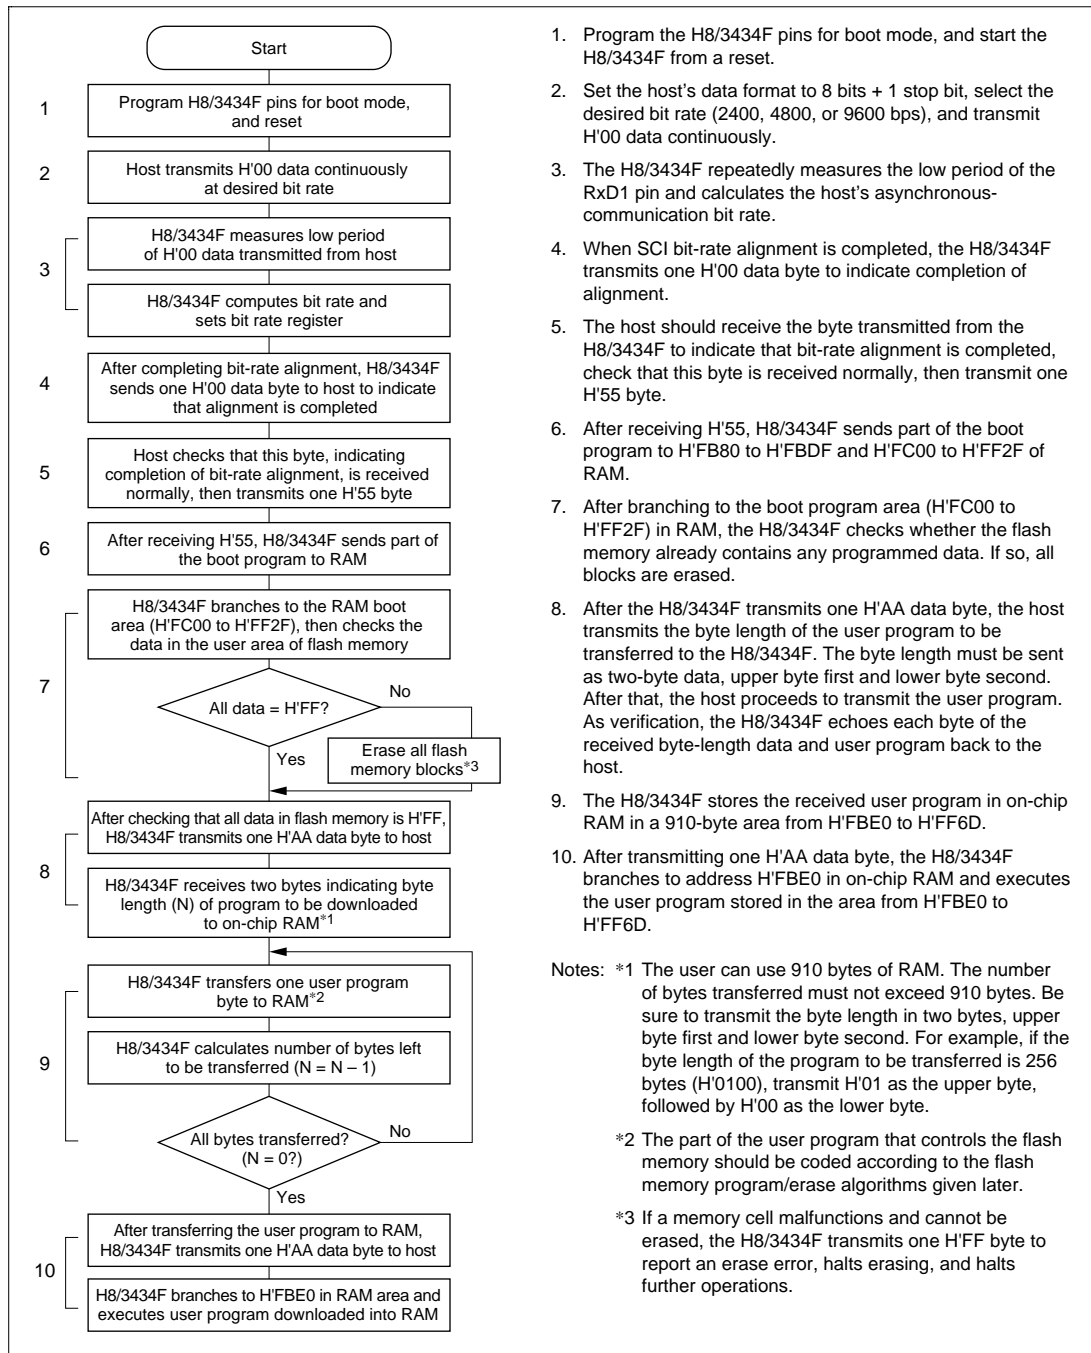 Start
1
Program H8/3434F pins for boot mode,
and reset
2
Host transmits H'00 data continuously
at desired bit rate
3
H8/3434F measures low period
of H'00 data transmitted from host
H8/3434F computes bit rate and
sets bit rate register
4
After completing bit-rate alignment, H8/3434F
sends one H'00 data byte to host to indicate
that alignment is completed
5
Host checks that this byte, indicating
completion of bit-rate alignment, is received
normally, then transmits one H'55 byte
6
After receiving H'55, H8/3434F sends part of
the boot program to RAM
7
H8/3434F branches to the RAM boot
area (H'FC00 to H'FF2F), then checks the
data in the user area of flash memory
All data = H'FF?
No
Yes
Erase all flash
memory blocks*3
8
After checking that all data in flash memory is H'FF,
H8/3434F transmits one H'AA data byte to host
H8/3434F receives two bytes indicating byte
length (N) of program to be downloaded
to on-chip RAM*1
9
H8/3434F transfers one user program
byte to RAM*2
H8/3434F calculates number of bytes left
to be transferred (N = N – 1)
All bytes transferred?
(N = 0?)
No
Yes
10
After transferring the user program to RAM,
H8/3434F transmits one H'AA data byte to host
H8/3434F branches to H'FBE0 in RAM area and
executes user program downloaded into RAM
1. Program the H8/3434F pins for boot mode, and start the
H8/3434F from a reset.
2. Set the host's data format to 8 bits + 1 stop bit, select the
desired bit rate (2400, 4800, or 9600 bps), and transmit
H'00 data continuously.
3. The H8/3434F repeatedly measures the low period of the
RxD1 pin and calculates the host's asynchronous-
communication bit rate.
4. When SCI bit-rate alignment is completed, the H8/3434F
transmits one H'00 data byte to indicate completion of
alignment.
5. The host should receive the byte transmitted from the
H8/3434F to indicate that bit-rate alignment is completed,
check that this byte is received normally, then transmit one
H'55 byte.
6. After receiving H'55, H8/3434F sends part of the boot
program to H'FB80 to H'FBDF and H'FC00 to H'FF2F of
RAM.
7. After branching to the boot program area (H'FC00 to
H'FF2F) in RAM, the H8/3434F checks whether the flash
memory already contains any programmed data. If so, all
blocks are erased.
8. After the H8/3434F transmits one H'AA data byte, the host
transmits the byte length of the user program to be
transferred to the H8/3434F. The byte length must be sent
as two-byte data, upper byte first and lower byte second.
After that, the host proceeds to transmit the user program.
As verification, the H8/3434F echoes each byte of the
received byte-length data and user program back to the
host.
9. The H8/3434F stores the received user program in on-chip
RAM in a 910-byte area from H'FBE0 to H'FF6D.
10. After transmitting one H'AA data byte, the H8/3434F
branches to address H'FBE0 in on-chip RAM and executes
the user program stored in the area from H'FBE0 to
H'FF6D.
Notes: *1 The user can use 910 bytes of RAM. The number
of bytes transferred must not exceed 910 bytes. Be
sure to transmit the byte length in two bytes, upper
byte first and lower byte second. For example, if the
byte length of the program to be transferred is 256
bytes (H'0100), transmit H'01 as the upper byte,
followed by H'00 as the lower byte.
*2 The part of the user program that controls the flash
memory should be coded according to the flash
memory program/erase algorithms given later.
*3 If a memory cell malfunctions and cannot be
erased, the H8/3434F transmits one H'FF byte to
report an erase error, halts erasing, and halts
further operations.